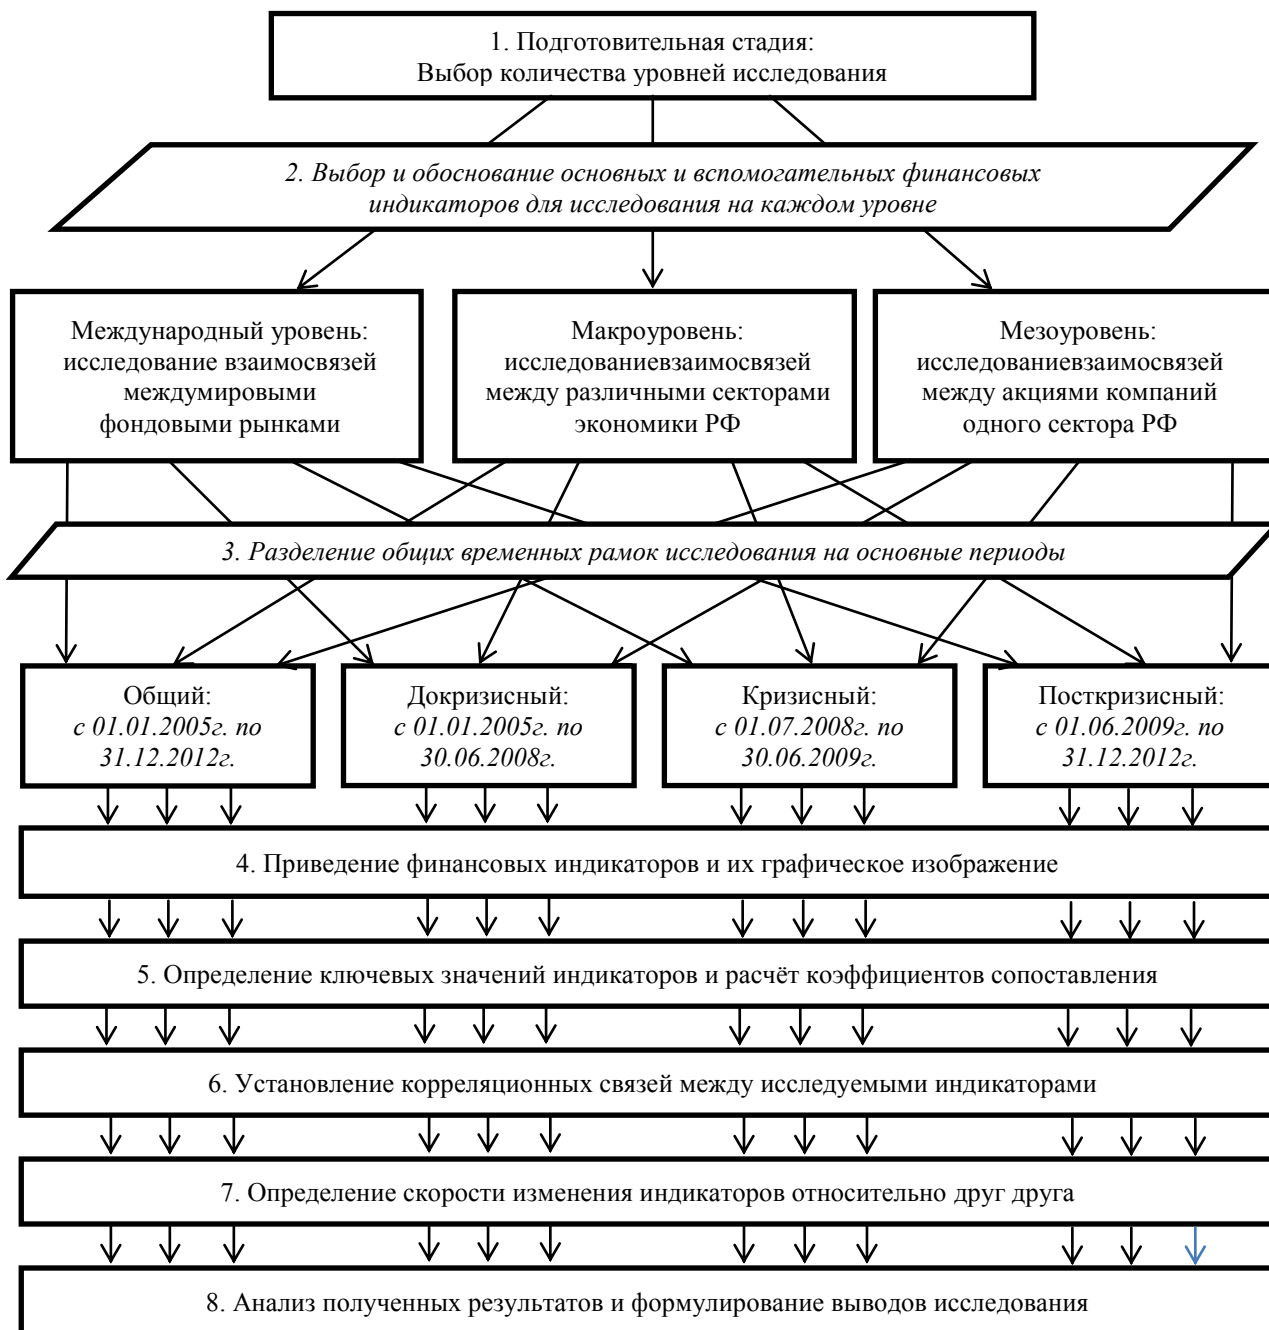 1. Подготовительная стадия:
Выбор количества уровней исследования
2. Выбор и обоснование основных и вспомогательных финансовых
индикаторов для исследования на каждом уровне
Международный уровень:
исследование взаимосвязей
междумировыми
фондовыми рынками
Макроуровень:
исследованиевзаимосвязей
между различными секторами
экономики РФ
Мезоуровень:
исследованиевзаимосвязей
между акциями компаний
одного сектора РФ
3. Разделение общих временных рамок исследования на основные периоды
Общий:
с 01.01.2005г. по
31.12.2012г.
Докризисный:
с 01.01.2005г. по
30.06.2008г.
Кризисный:
с 01.07.2008г. по
30.06.2009г.
Посткризисный:
с 01.06.2009г. по
31.12.2012г.
4. Приведение финансовых индикаторов и их графическое изображение
5. Определение ключевых значений индикаторов и расчёт коэффициентов сопоставления
6. Установление корреляционных связей между исследуемыми индикаторами
7. Определение скорости изменения индикаторов относительно друг друга
8. Анализ полученных результатов и формулирование выводов исследования